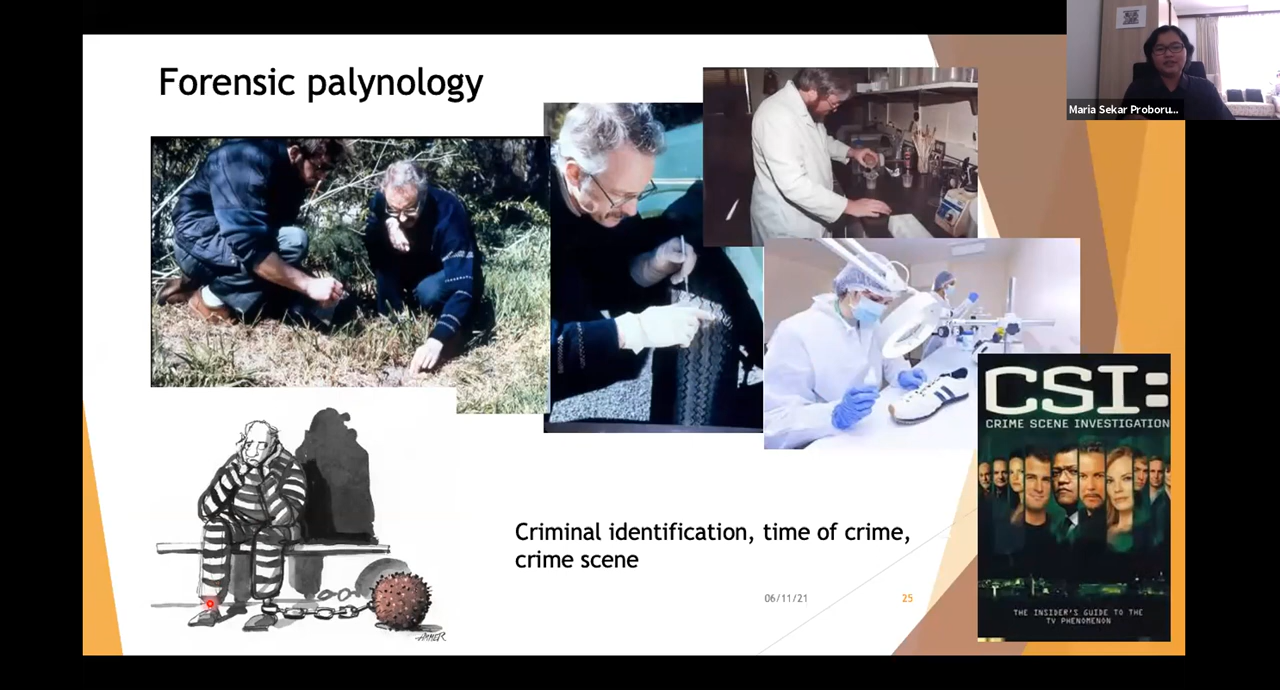 Forensic palynology
Maria Sekar Proboru...
CSI:
CRIME SCENE INVESTIGATION
Criminal identification, time of crime,
crime scene
06/11/21
25
THE INSIDER'S GUIDE TO THE
TV PHENOMENON